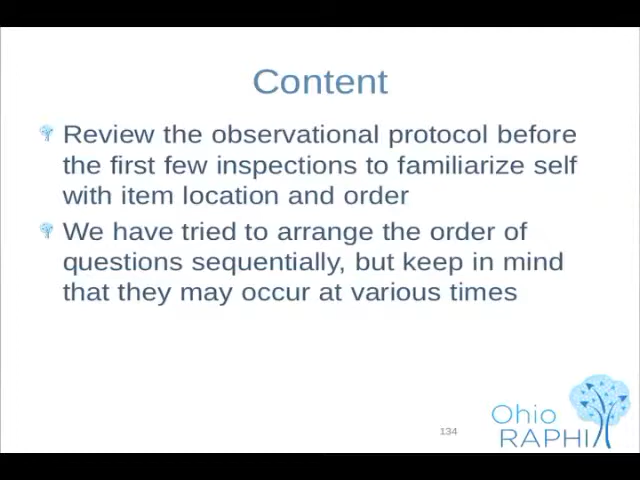 Content
Review the observational protocol before
the first few inspections to familiarize self
with item location and order
We have tried to arrange the order of
questions sequentially, but keep in mind
that they may occur at various times
134
Ohio
RAPHI